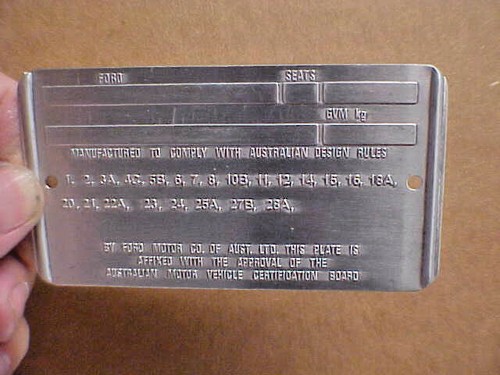 FORD SEATS
GVM kg
MANUFACTURED TO COMPLY WITH AUSTRALIAN DESIGN RULES
1, 2, 3A, 4C, 5B, 6, 7, 8, 10B, 11, 12, 14, 15, 16, 18A,
20, 21, 22A, 23, 24, 25A, 27B, 28A,
BY FORD MOTOR CO. OF AUST. LTD. THIS PLATE IS
AFFIXED WITH THE APPROVAL OF THE
AUSTRALIAN MOTOR VEHICLE CERTIFICATION BOARD